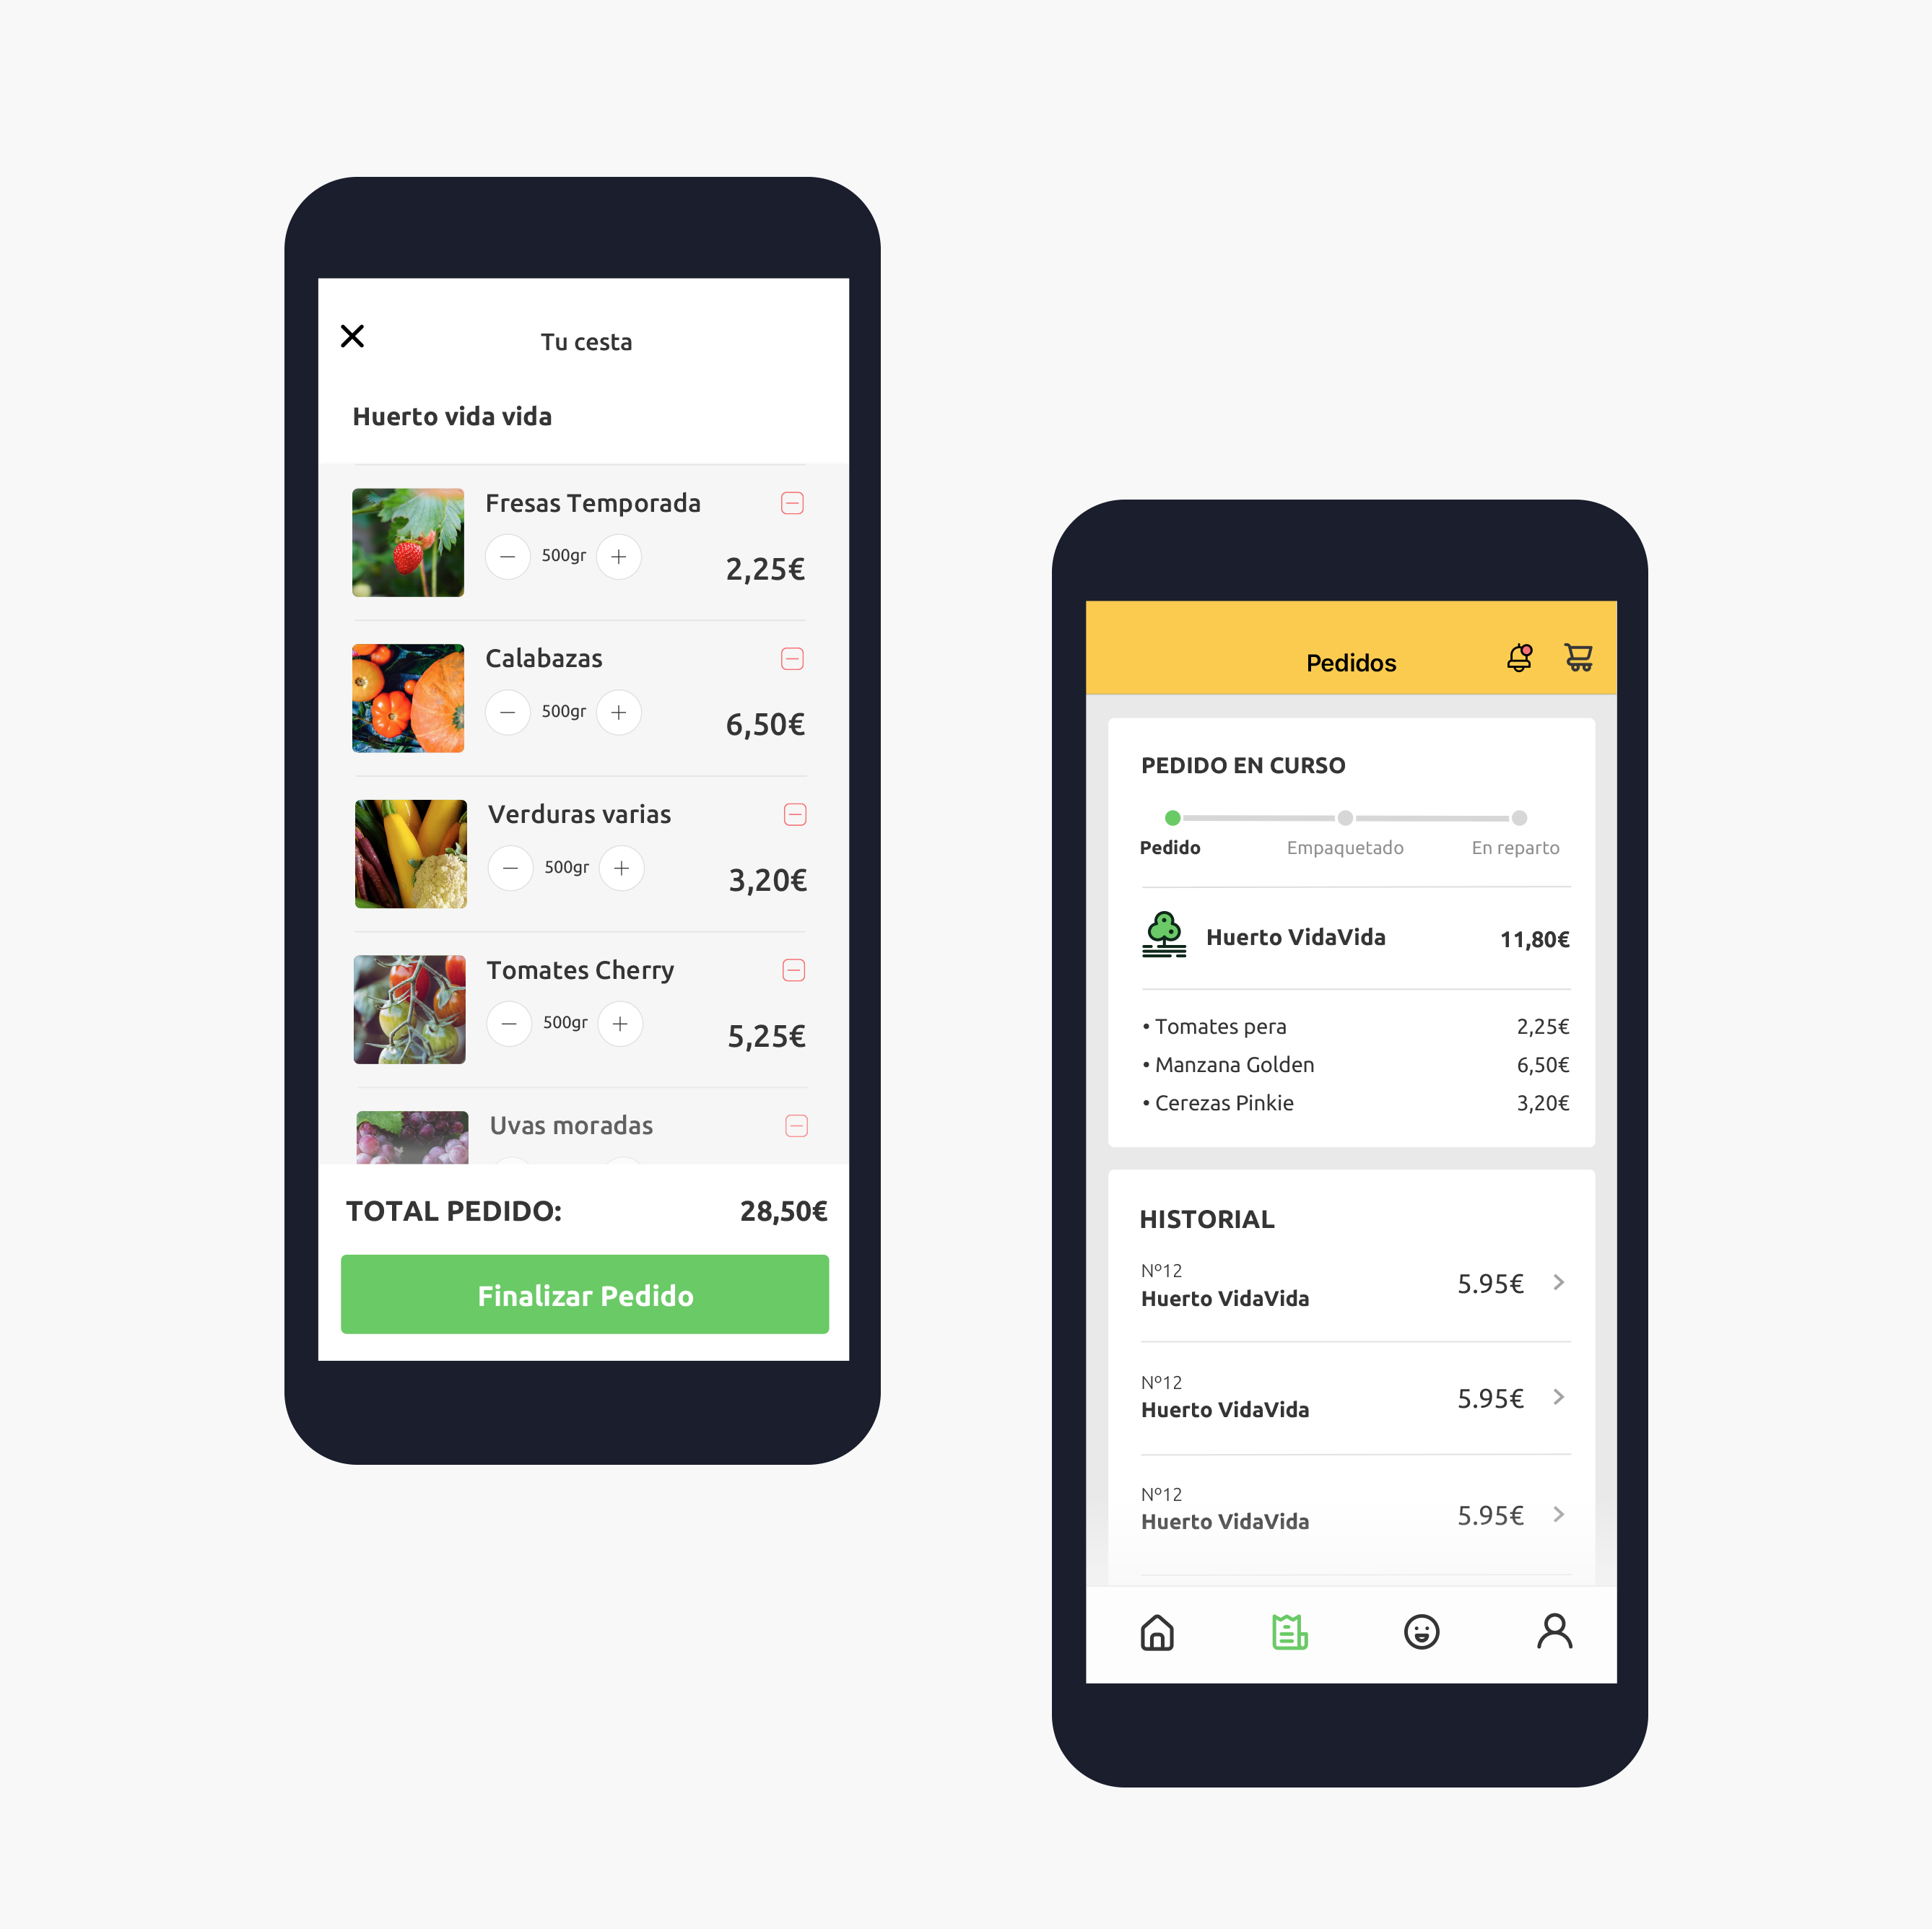 Tu cesta
Huerto vida vida
Fresas Temporada
500gr
2,25€
Calabazas
500gr
6,50€
Verduras varias
500gr
3,20€
Tomates Cherry
500gr
5,25€
Uvas moradas
TOTAL PEDIDO: 28,50€
Finalizar Pedido
Pedidos
PEDIDO EN CURSO
Pedido Empaquetado En reparto
Huerto VidaVida 11,80€
• Tomates pera 2,25€
• Manzana Golden 6,50€
• Cerezas Pinkie 3,20€
HISTORIAL
Nº12
Huerto VidaVida 5.95€
Nº12
Huerto VidaVida 5.95€
Nº12
Huerto VidaVida 5.95€